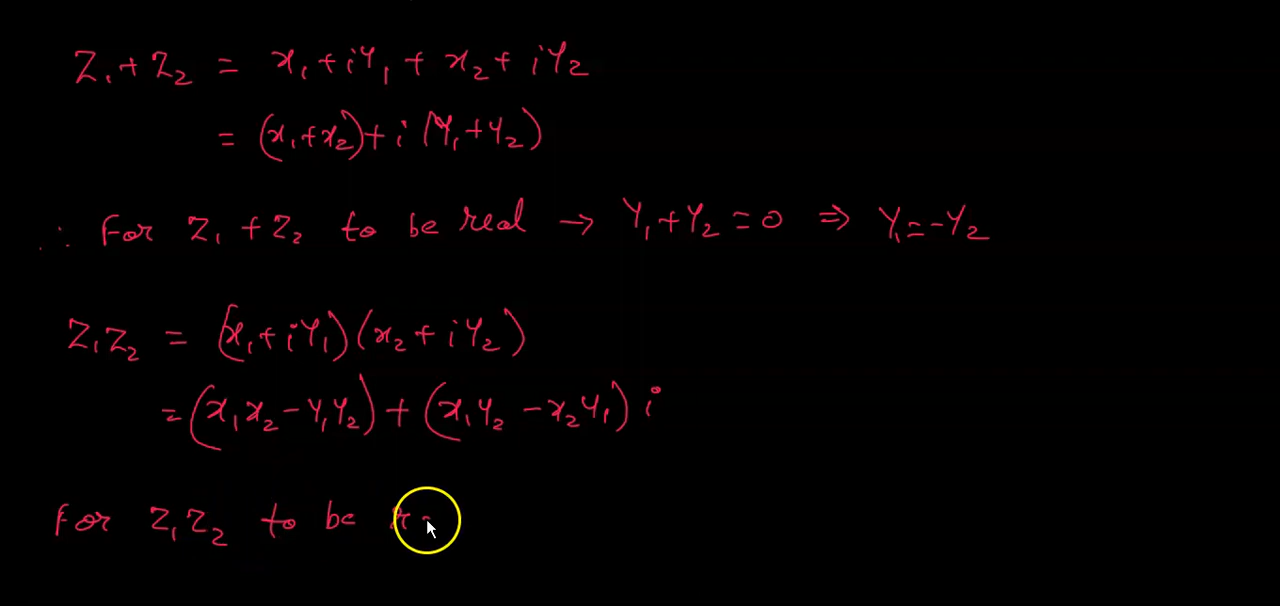 Z₁+Z₂ = x₁+iY₁+x₂+iY₂
= (x₁+x₂)+i(Y₁+Y₂)
∴ For Z₁+Z₂ to be real → Y₁+Y₂=0 ⇒ Y₁=-Y₂
Z₁Z₂ = (x₁+iY₁)(x₂+iY₂)
=(x₁x₂-Y₁Y₂)+(x₁Y₂-x₂Y₁)i
For Z₁Z₂ to be